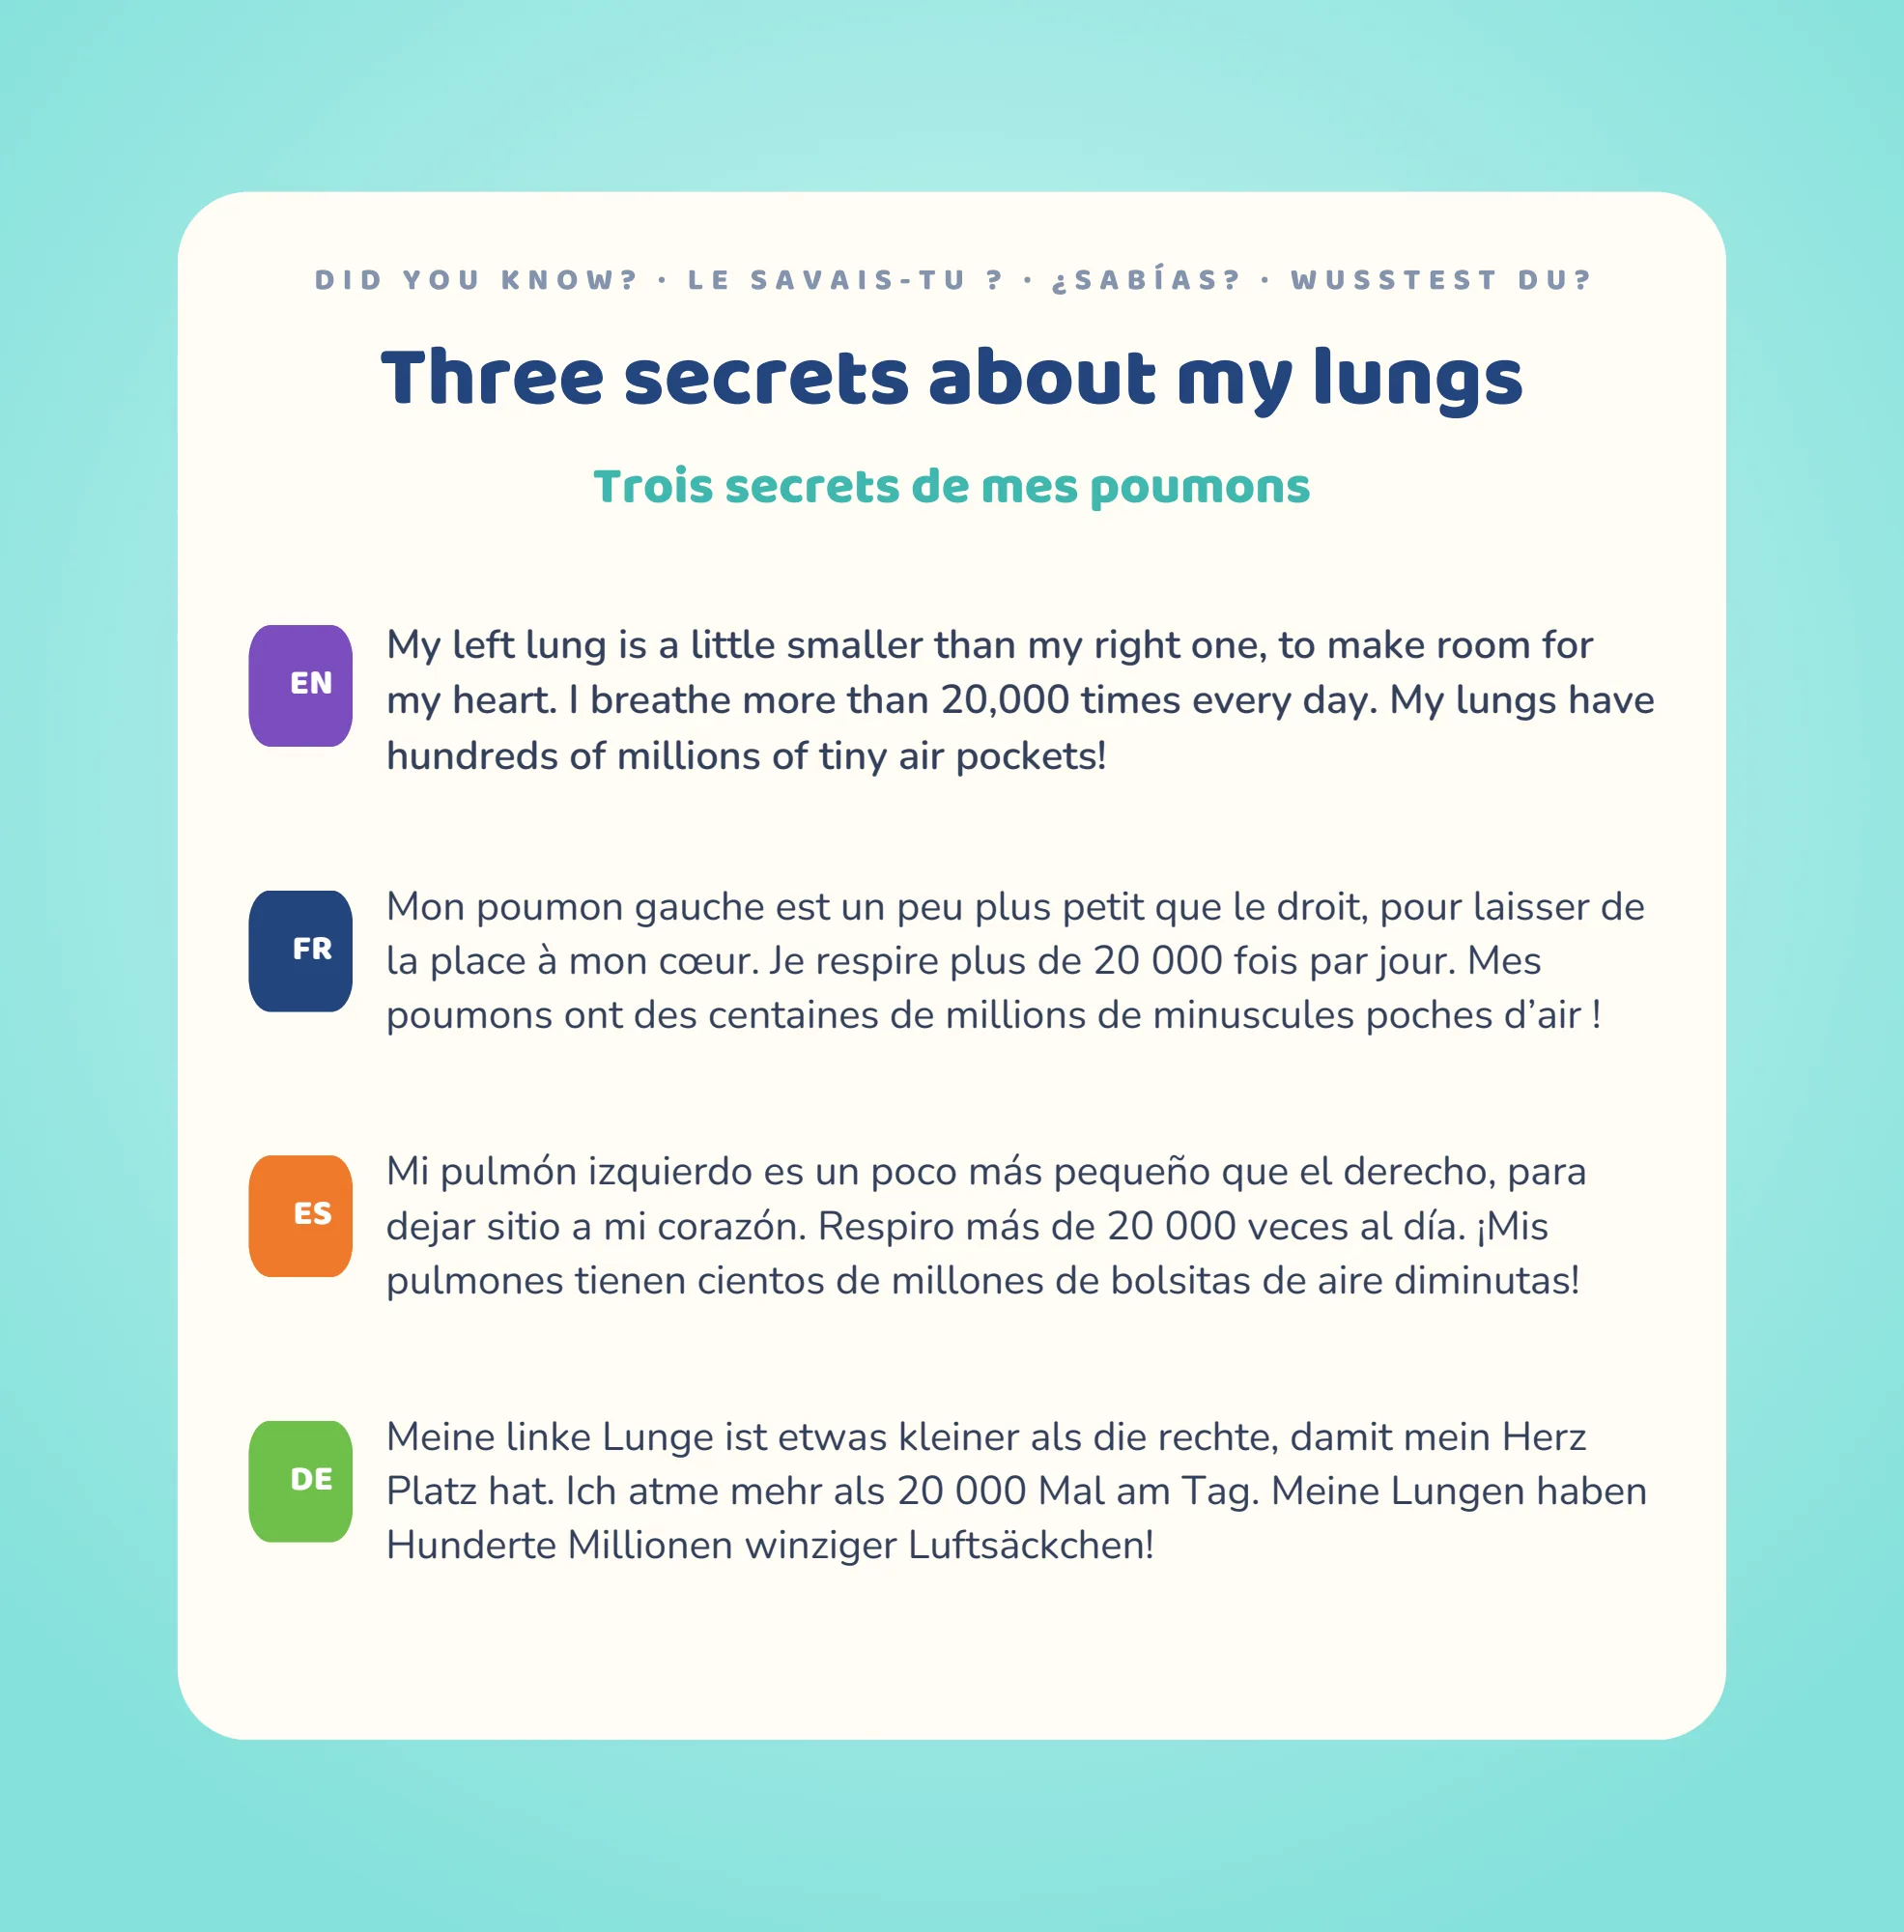 DID YOU KNOW? · LE SAVAIS-TU ? · ¿SABÍAS? · WUSSTEST DU?
Three secrets about my lungs
Trois secrets de mes poumons
EN
My left lung is a little smaller than my right one, to make room for
my heart. I breathe more than 20,000 times every day. My lungs have
hundreds of millions of tiny air pockets!
FR
Mon poumon gauche est un peu plus petit que le droit, pour laisser de
la place à mon cœur. Je respire plus de 20 000 fois par jour. Mes
poumons ont des centaines de millions de minuscules poches d’air !
ES
Mi pulmón izquierdo es un poco más pequeño que el derecho, para
dejar sitio a mi corazón. Respiro más de 20 000 veces al día. ¡Mis
pulmones tienen cientos de millones de bolsitas de aire diminutas!
DE
Meine linke Lunge ist etwas kleiner als die rechte, damit mein Herz
Platz hat. Ich atme mehr als 20 000 Mal am Tag. Meine Lungen haben
Hunderte Millionen winziger Luftsäckchen!